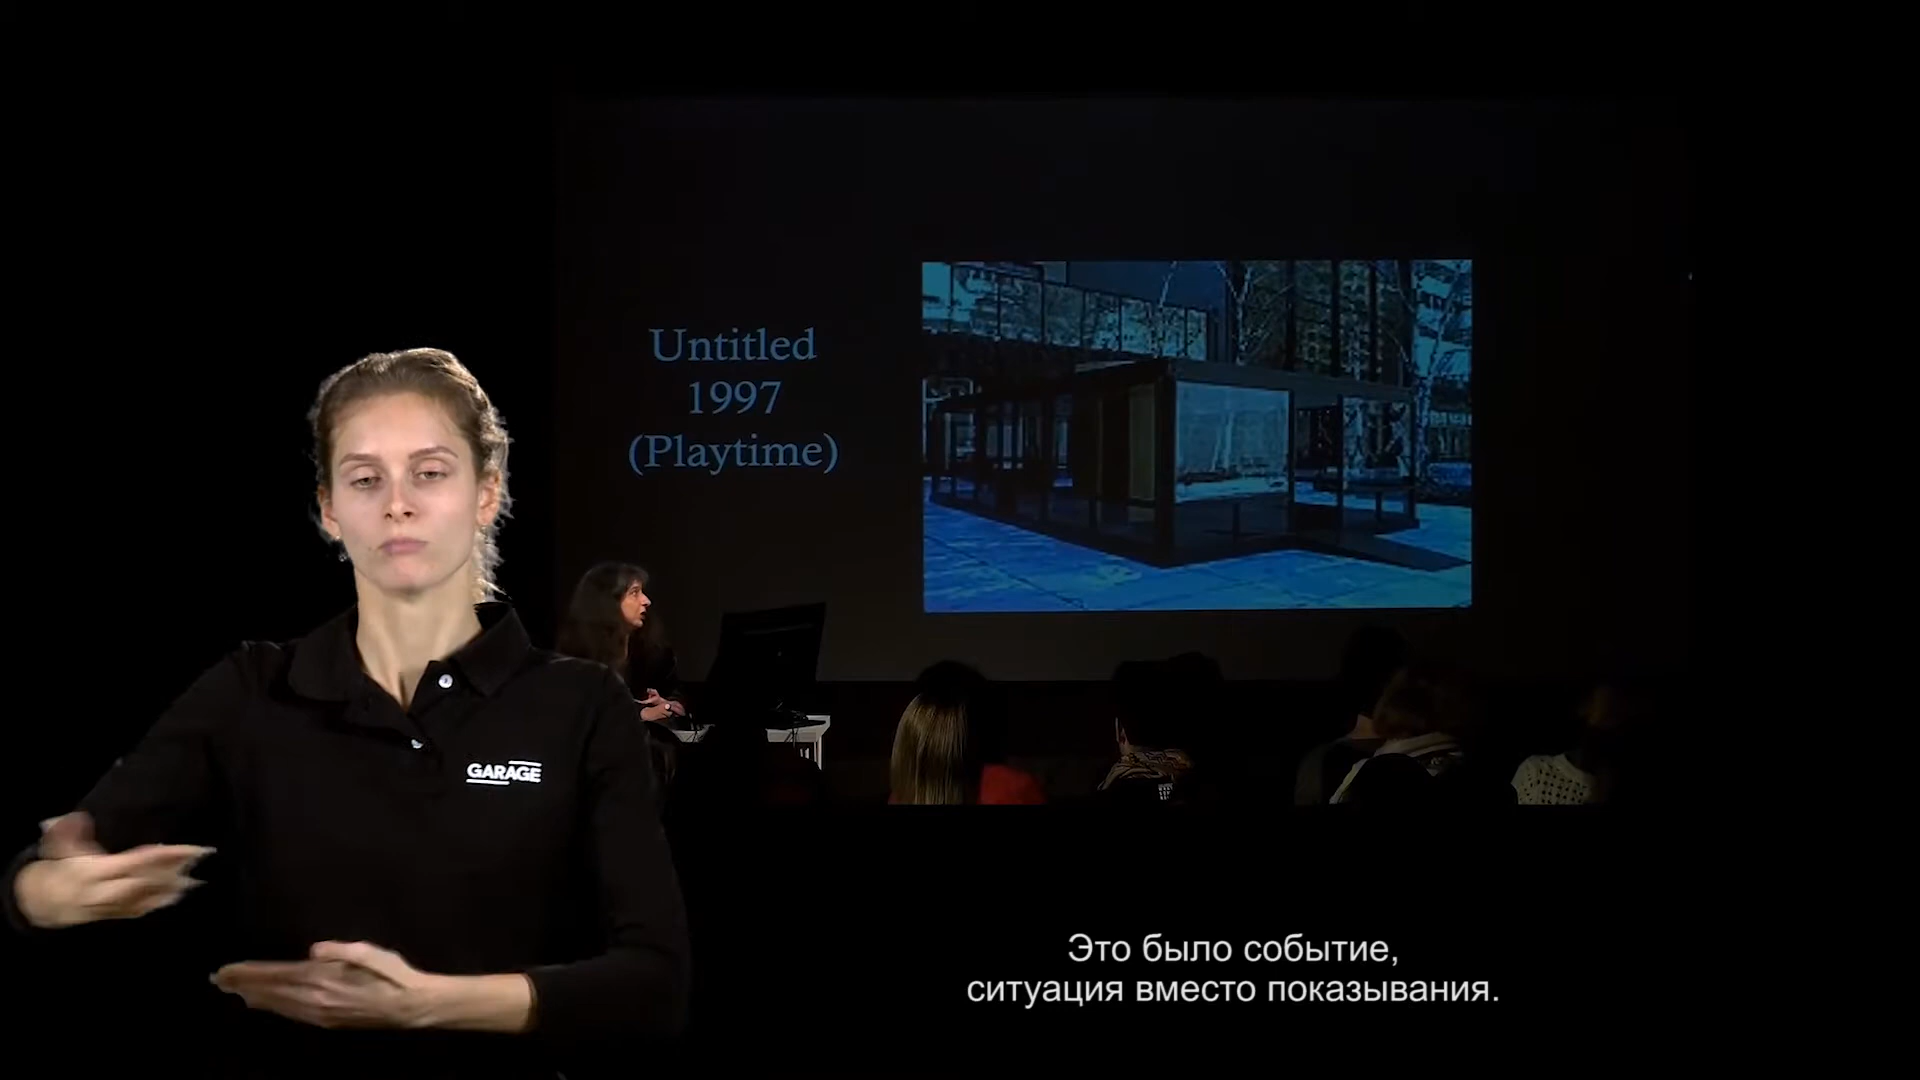 Untitled
1997
(Playtime)
GARAGE
Это было событие,
ситуация вместо показывания.